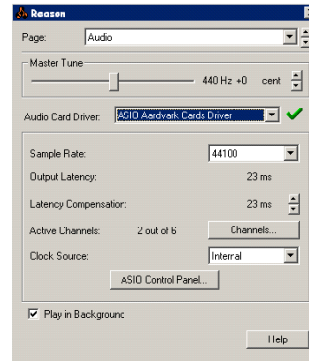 Reason
Page: Audio
Master Tune
440 Hz +0 cent
Audio Card Driver: ASIO Aardvark Cards Driver
Sample Rate: 44100
Output Latency: 23 ms
Latency Compensation: 23 ms
Active Channels: 2 out of 6 Channels...
Clock Source: Internal
ASIO Control Panel...
Play in Background
Help